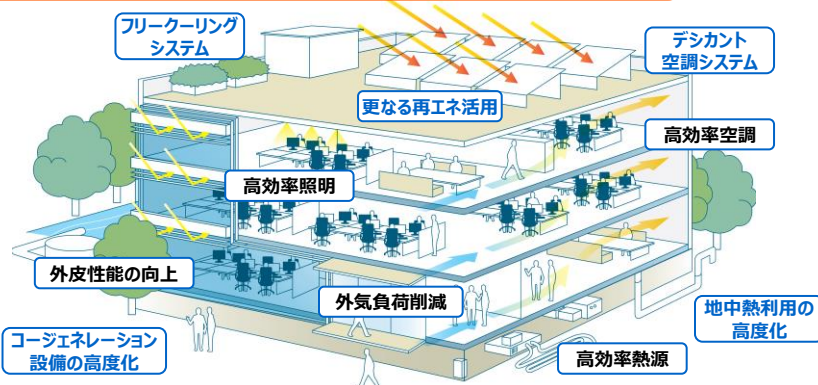 フリークーリング
システム
デシカント
空調システム
更なる再エネ活用
高効率空調
高効率照明
外皮性能の向上
外気負荷削減
地中熱利用の
高度化
コージェネレーション
設備の高度化
高効率熱源